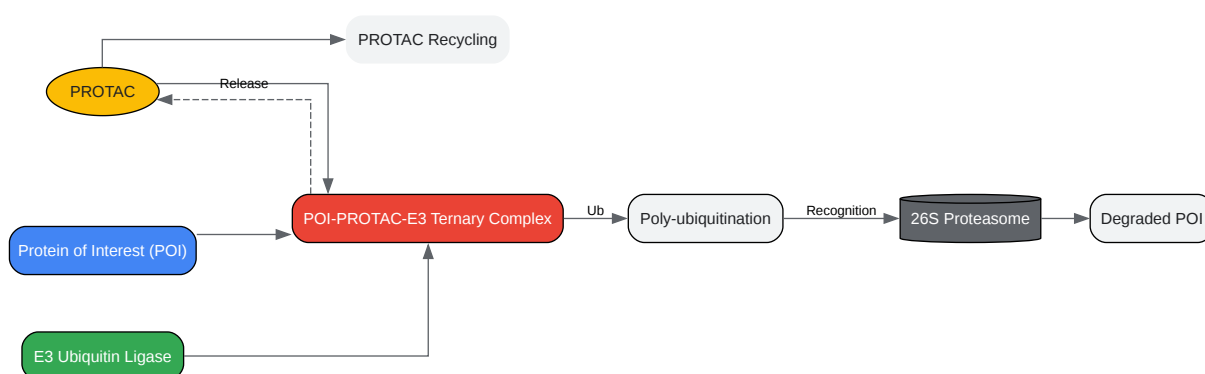 PROTAC Recycling
PROTAC
Release
POI-PROTAC-E3 Ternary Complex
Ub
Poly-ubiquitination
Recognition
26S Proteasome
Degraded POI
Protein of Interest (POI)
E3 Ubiquitin Ligase